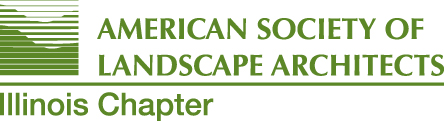 AMERICAN SOCIETY OF
LANDSCAPE ARCHITECTS
Illinois Chapter